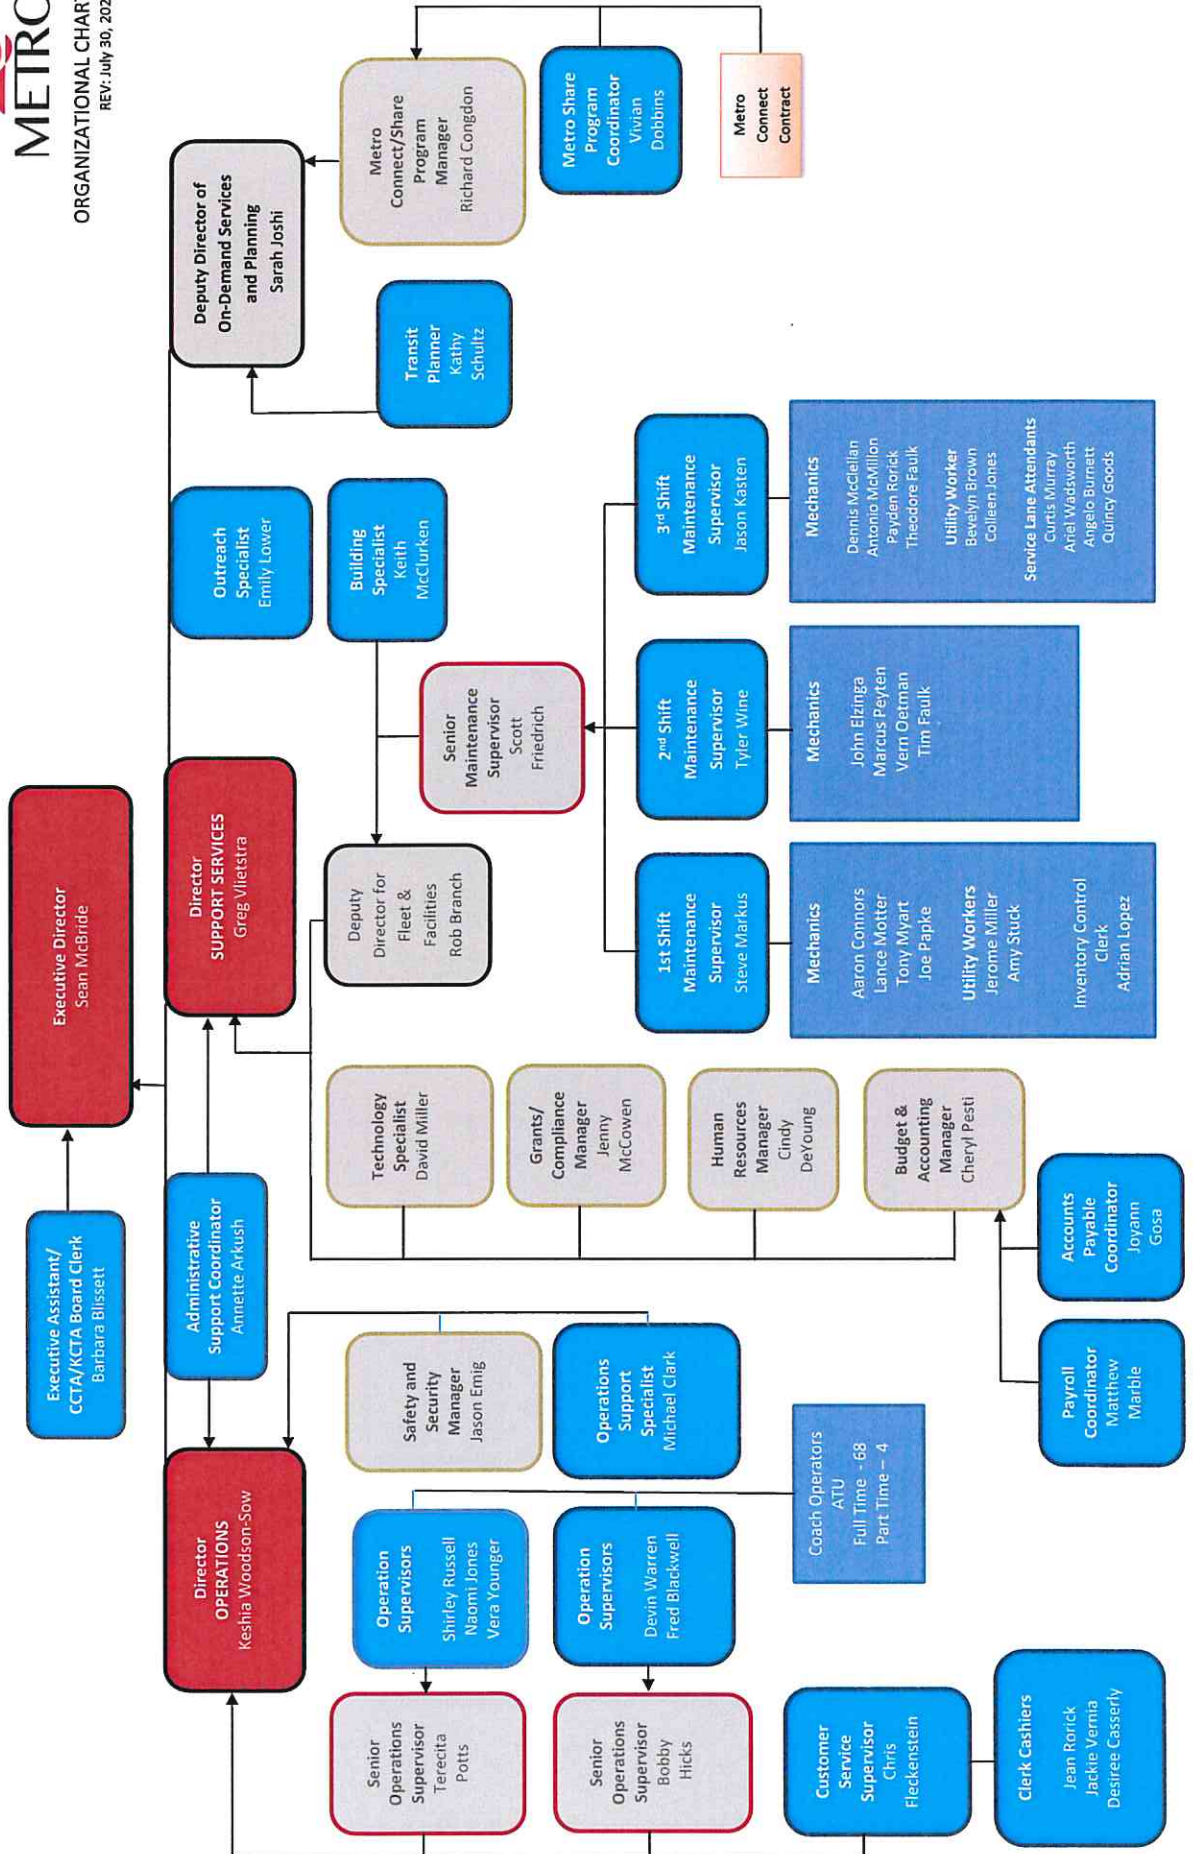 METRO
ORGANIZATIONAL CHART
REV: July 30, 202
Executive Director
Sean McBride
Executive Assistant/
CCTA/KCTA Board Clerk
Barbara Blissett
Administrative
Support Coordinator
Annette Arkush
Director
OPERATIONS
Keshia Woodson-Sow
Director
SUPPORT SERVICES
Greg Vlietstra
Outreach
Specialist
Emily Lower
Deputy Director of
On-Demand Services
and Planning
Sarah Joshi
Senior
Operations
Supervisor
Terecita
Potts
Operation
Supervisors
Shirley Russell
Naomi Jones
Vera Younger
Safety and
Security
Manager
Jason Emig
Technology
Specialist
David Miller
Deputy
Director for
Fleet &
Facilities
Rob Branch
Building
Specialist
Keith
McClurken
Transit
Planner
Kathy
Schultz
Metro
Connect/Share
Program
Manager
Richard Congdon
Senior
Operations
Supervisor
Bobby
Hicks
Operation
Supervisors
Devin Warren
Fred Blackwell
Operations
Support
Specialist
Michael Clark
Grants/
Compliance
Manager
Jenny
McCowen
Senior
Maintenance
Supervisor
Scott
Friedrich
Metro Share
Program
Coordinator
Vivian
Dobbins
Human
Resources
Manager
Cindy
DeYoung
1st Shift
Maintenance
Supervisor
Steve Markus
2nd Shift
Maintenance
Supervisor
Tyler Wine
3rd Shift
Maintenance
Supervisor
Jason Kasten
Metro
Connect
Contract
Customer
Service
Supervisor
Chris
Fleckenstein
Coach Operators
ATU
Full Time - 68
Part Time – 4
Budget &
Accounting
Manager
Cheryl Pesti
Mechanics
Aaron Connors
Lance Motter
Tony Myart
Joe Papke
Utility Workers
Jerome Miller
Amy Stuck
Inventory Control
Clerk
Adrian Lopez
Mechanics
John Elzinga
Marcus Peyten
Vern Oetman
Tim Faulk
Mechanics
Dennis McClellan
Antonio McMillon
Payden Rorick
Theodore Faulk
Utility Worker
Bevelyn Brown
Colleen Jones
Service Lane Attendants
Curtis Murray
Ariel Wadsworth
Angelo Burnett
Quincy Goods
Clerk Cashiers
Jean Rorick
Jackie Vernia
Desiree Casserly
Payroll
Coordinator
Matthew
Marble
Accounts
Payable
Coordinator
Joyann
Gosa